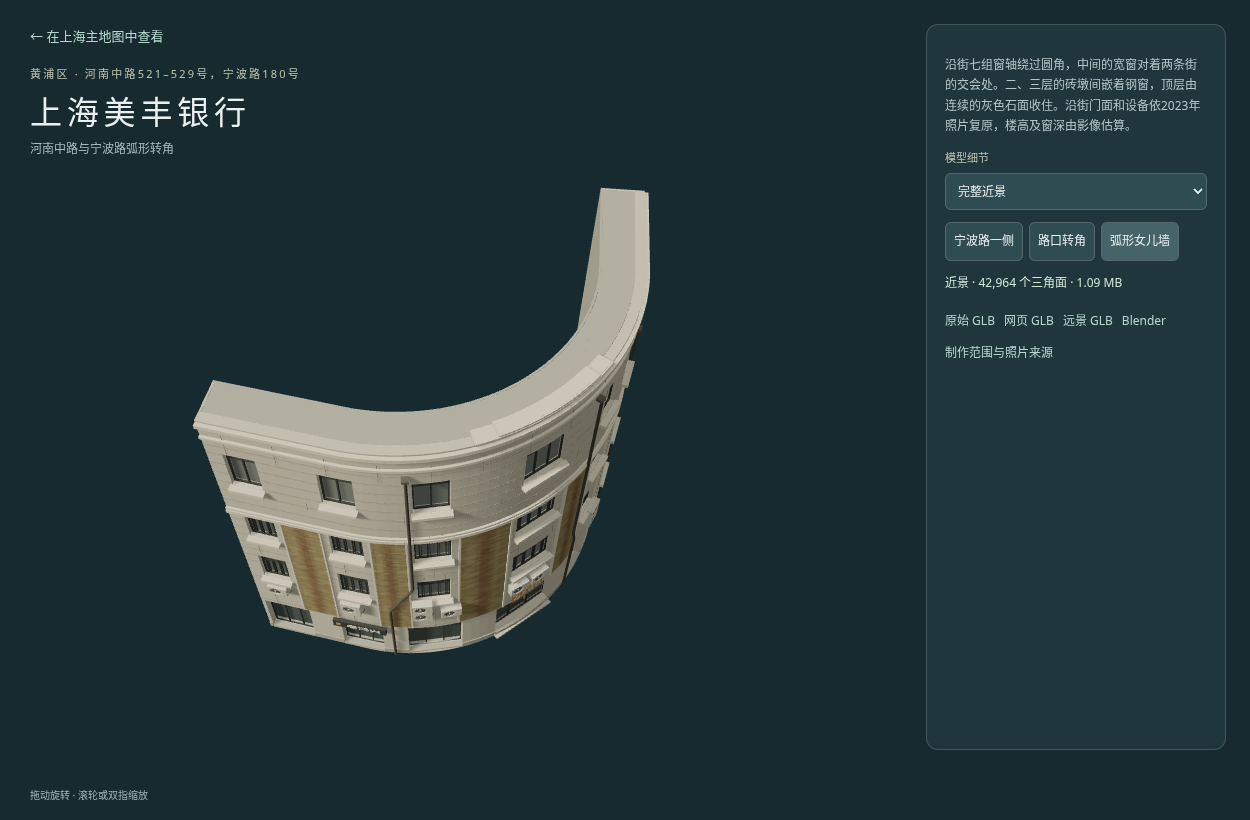 ← 在上海主地图中查看
黄浦区 · 河南中路521–529号，宁波路180号
上海美丰银行
河南中路与宁波路弧形转角
沿街七组窗轴绕过圆角，中间的宽窗对着两条街
的交会处。二、三层的砖墩间嵌着钢窗，顶层由
连续的灰色石面收住。沿街门面和设备依2023年
照片复原，楼高及窗深由影像估算。
模型细节
完整近景
宁波路一侧 路口转角 弧形女儿墙
近景 · 42,964 个三角面 · 1.09 MB
原始 GLB 网页 GLB 远景 GLB Blender
制作范围与照片来源
拖动旋转 · 滚轮或双指缩放